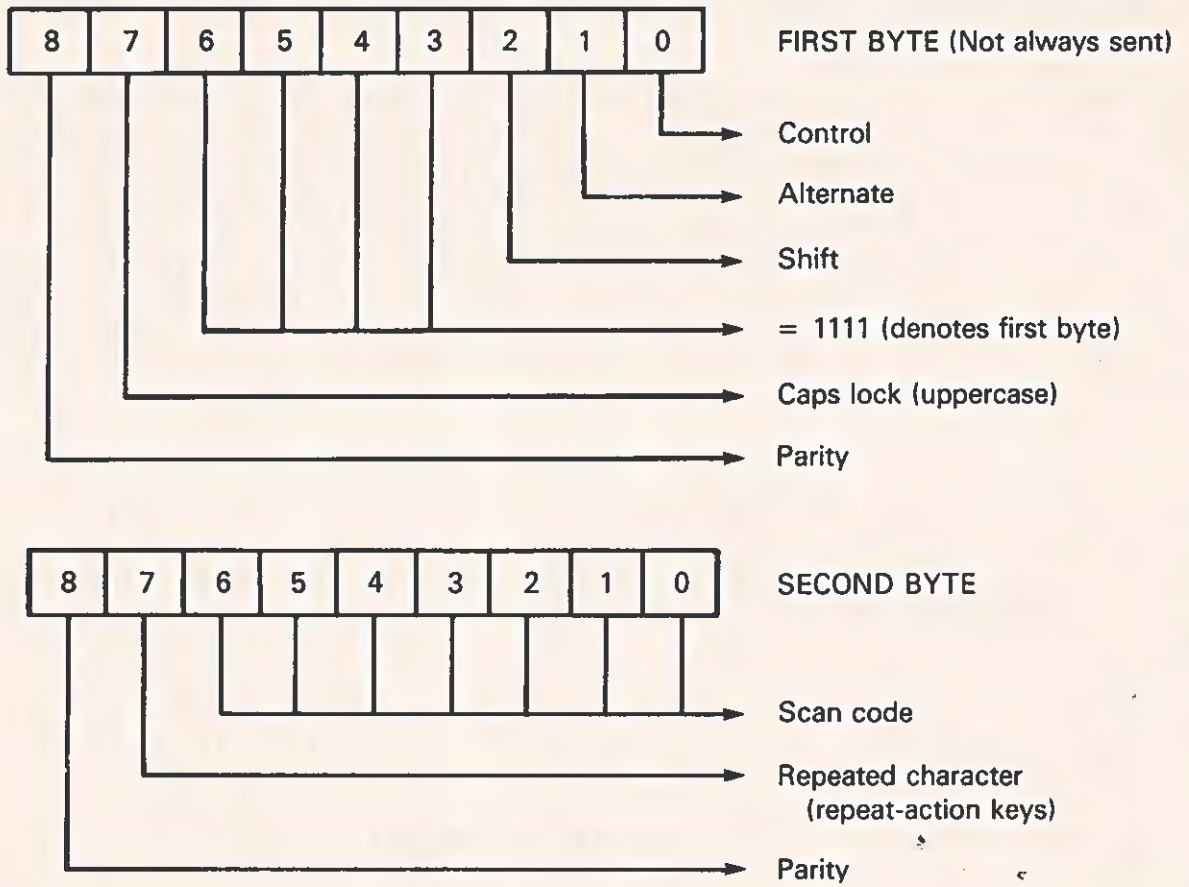 8 7 6 5 4 3 2 1 0 FIRST BYTE (Not always sent)
Control
Alternate
Shift
= 1111 (denotes first byte)
Caps lock (uppercase)
Parity
8 7 6 5 4 3 2 1 0 SECOND BYTE
Scan code
Repeated character
(repeat-action keys)
Parity